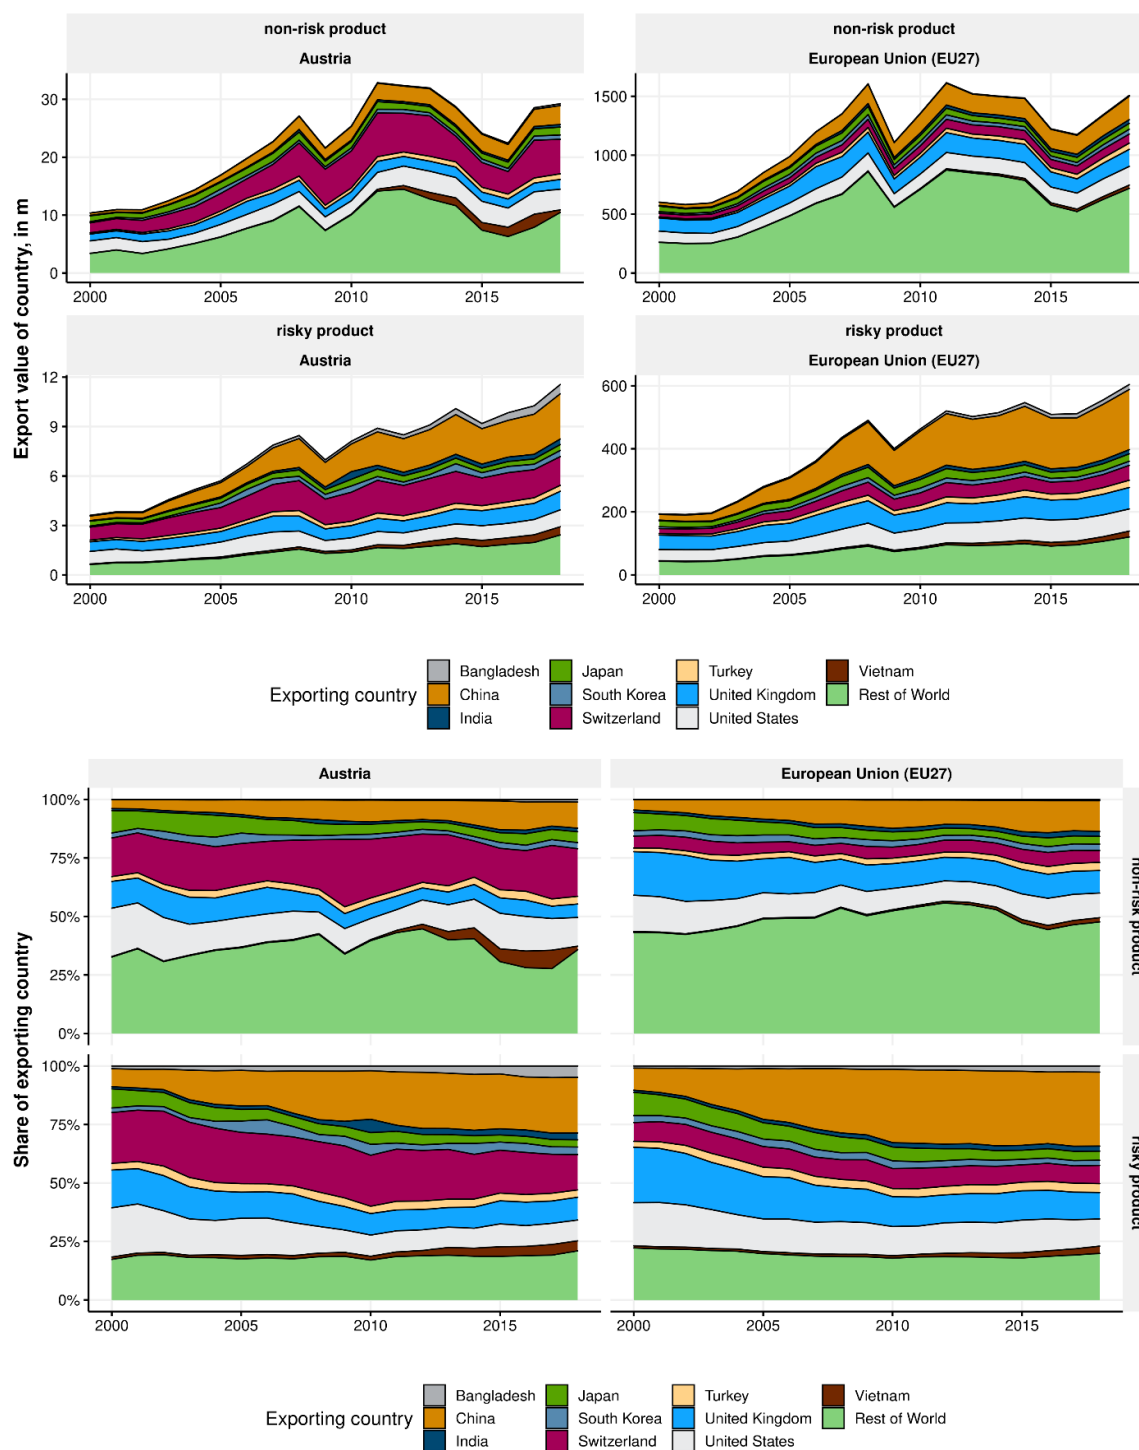 non-risk product
Austria
non-risk product
European Union (EU27)
Export value of country, in m
30
20
10
0
2000 2005 2010 2015
1500
1000
500
0
2000 2005 2010 2015
risky product
Austria
risky product
European Union (EU27)
12
9
6
3
0
2000 2005 2010 2015
600
400
200
0
2000 2005 2010 2015
Exporting country
Bangladesh Japan Turkey Vietnam
China South Korea United Kingdom Rest of World
India Switzerland United States
Austria
European Union (EU27)
Share of exporting country
100%
75%
50%
25%
0%
non-risk product
100%
75%
50%
25%
0%
risky product
2000 2005 2010 2015
2000 2005 2010 2015
Exporting country
Bangladesh Japan Turkey Vietnam
China South Korea United Kingdom Rest of World
India Switzerland United States